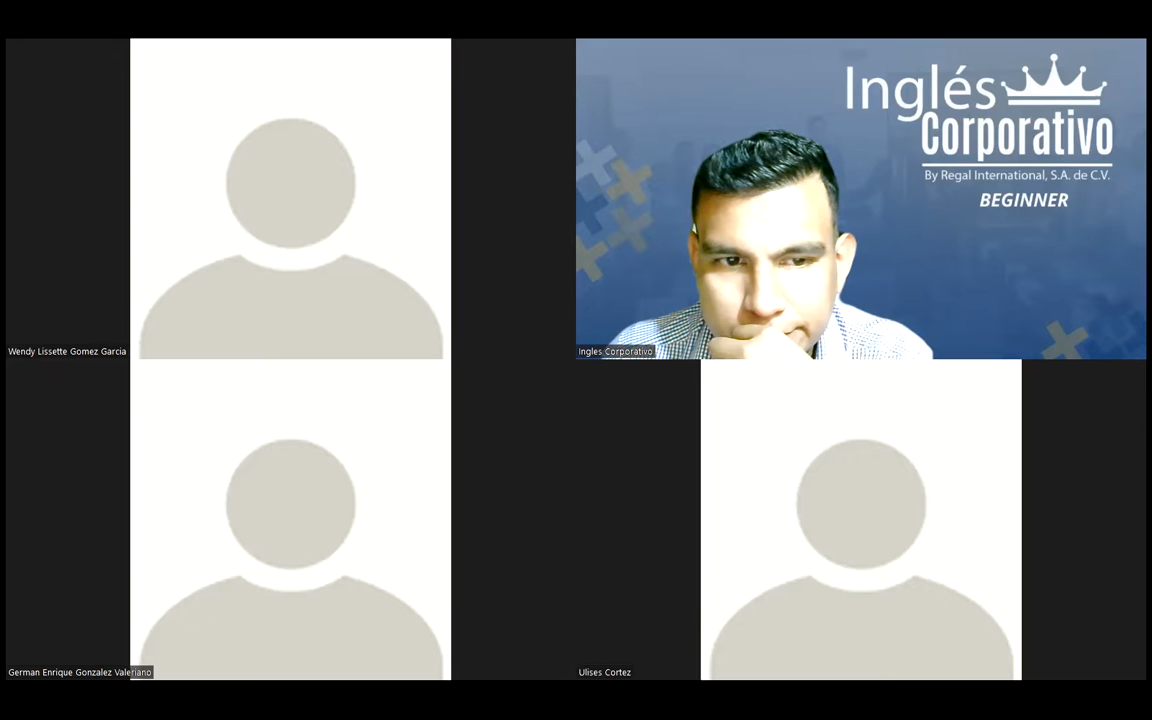 Inglés
Corporativo
By Regal International, S.A. de C.V.
BEGINNER
Wendy Lissette Gomez Garcia
Ingles Corporativo
German Enrique Gonzalez Valeriano
Ulises Cortez